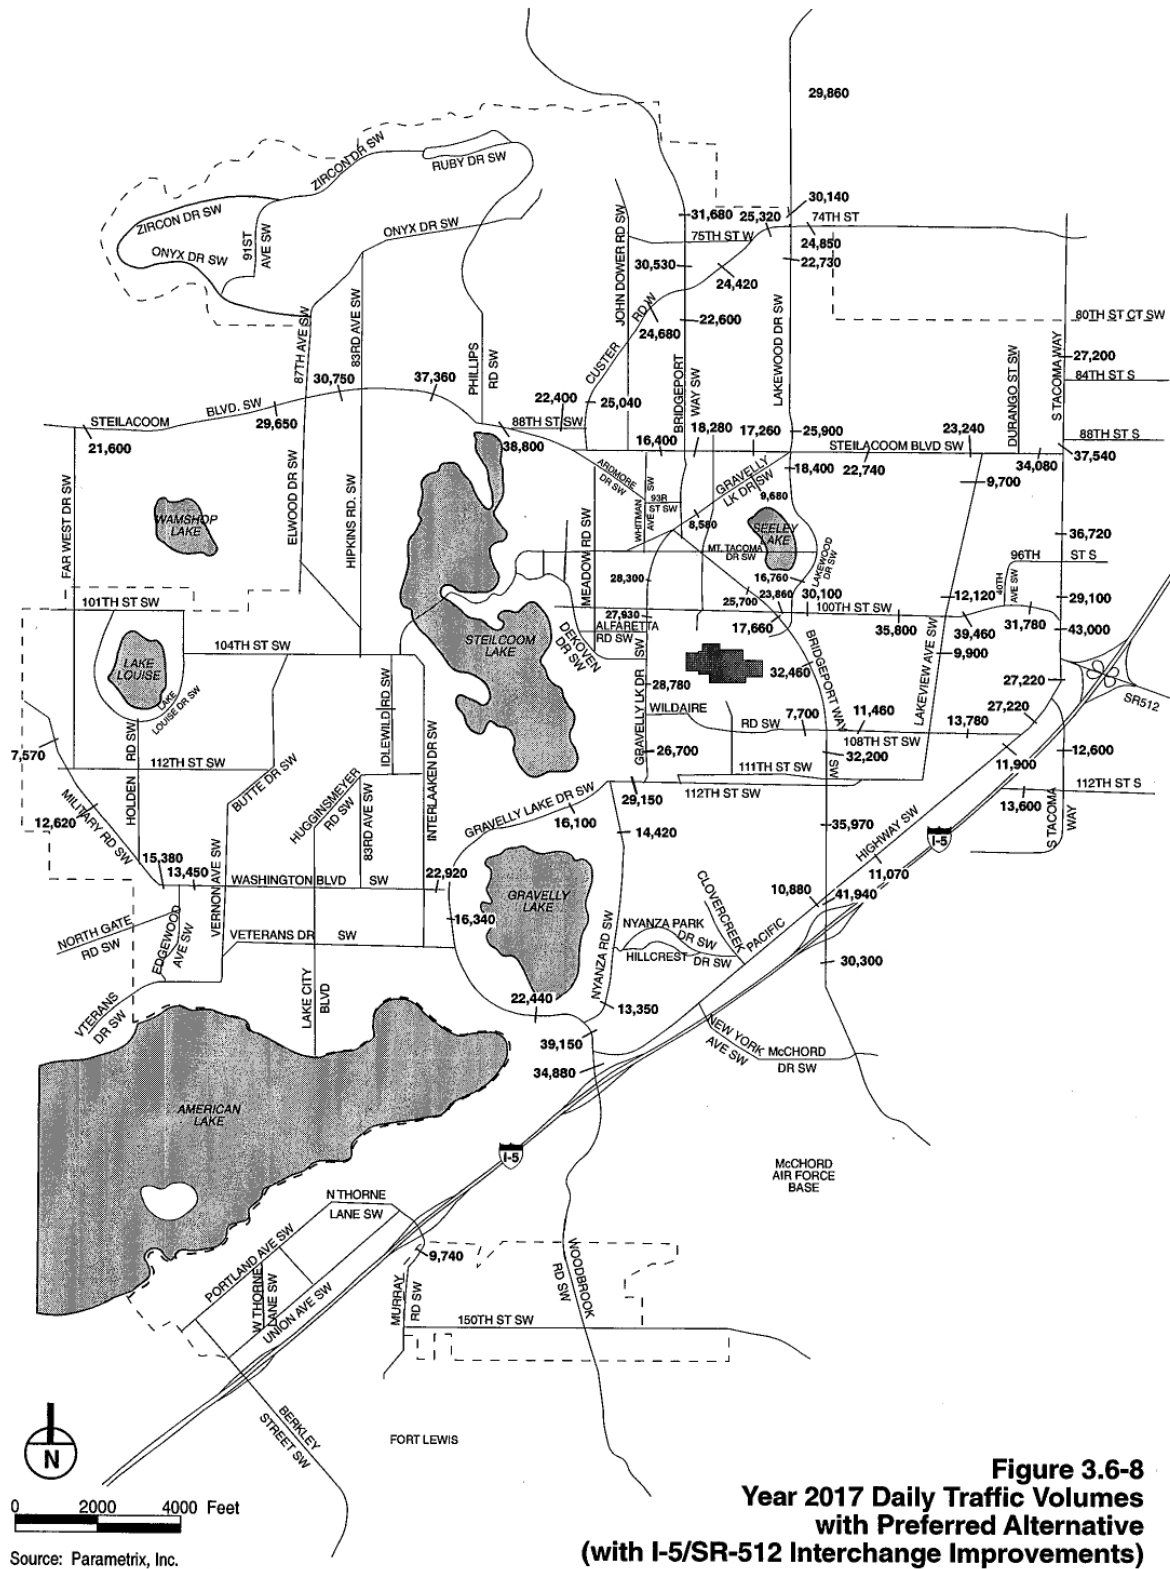 29,860
ZIRCON DR SW
RUBY DR SW
ZIRCON DR SW
91ST
AVE SW
ONYX DR SW
ONYX DR SW
JOHN DOWER RD SW
31,680
25,320
30,140
74TH ST
75TH ST W
24,850
22,730
30,530
24,420
LAKEWOOD DR SW
CUSTER
RD W
24,680
22,600
80TH ST CT SW
87TH AVE SW
83RD AVE SW
PHILLIPS
RD SW
BRIDGEPORT
WAY SW
DURANGO ST SW
S TACOMA WAY
27,200
84TH ST S
30,750
37,360
STEILACOOM
BLVD. SW
29,650
21,600
22,400
25,040
88TH ST SW
38,800
16,400
18,280
17,260
25,900
STEILACOOM BLVD SW
23,240
88TH ST S
37,540
34,080
22,740
18,400
9,700
ARDMORE
DR SW
WHITMAN
AVE SW
93R
ST SW
GRAVELLY
LK DR SW
9,680
8,580
FAR WEST DR SW
ELWOOD DR SW
HIPKINS RD. SW
WAMSHOP
LAKE
MEADOW RD SW
SEELEY
LAKE
MT. TACOMA
DR SW
LAKEWOOD
DR SW
36,720
96TH
ST S
40TH
AVE SW
28,300
16,760
25,700
23,860
30,100
12,120
29,100
101TH ST SW
27,930
100TH ST SW
17,660
35,800
39,460
31,780
43,000
ALFARETTA
RD SW
DEKOVEN
DR SW
STEILCOOM
LAKE
104TH ST SW
LAKE
LOUISE
LAKE
LOUISE DR SW
BRIDGEPORT WAY
SW
LAKEVIEW AVE SW
9,900
32,460
27,220
SR512
IDLEWILD RD SW
GRAVELLY LK DR
SW
28,780
WILDAIRE
RD SW
7,700
11,460
13,780
27,220
108TH ST SW
7,570
HOLDEN
RD SW
112TH ST SW
BUTTE DR SW
HUGGINSMEYER
RD SW
INTERLAAKEN DR SW
26,700
32,200
11,900
12,600
111TH ST SW
112TH ST SW
112TH ST S
29,150
13,600
S TACOMA
WAY
MILITARY RD SW
12,620
83RD AVE SW
GRAVELLY LAKE DR SW
16,100
14,420
35,970
HIGHWAY SW
I-5
15,380
13,450
WASHINGTON BLVD
SW
22,920
VERNON AVE SW
GRAVELLY
LAKE
11,070
10,880
41,940
CLOVERCREEK
PACIFIC
NYANZA PARK
DR SW
HILLCREST
DR SW
NORTH GATE
RD SW
EDGEWOOD
AVE SW
VETERANS DR
SW
16,340
30,300
VTERANS
DR SW
LAKE CITY
BLVD
NYANZA RD SW
22,440
13,350
39,150
34,880
NEW YORK
AVE SW
McCHORD
DR SW
AMERICAN
LAKE
I-5
McCHORD
AIR FORCE
BASE
N THORNE
LANE SW
PORTLAND AVE SW
W THORNE
LANE SW
UNION AVE SW
9,740
MURRAY
RD SW
WOODBROOK
RD SW
150TH ST SW
BERKLEY
STREET SW
FORT LEWIS
N
0 2000 4000 Feet
Source: Parametrix, Inc.
Figure 3.6-8
Year 2017 Daily Traffic Volumes
with Preferred Alternative
(with I-5/SR-512 Interchange Improvements)